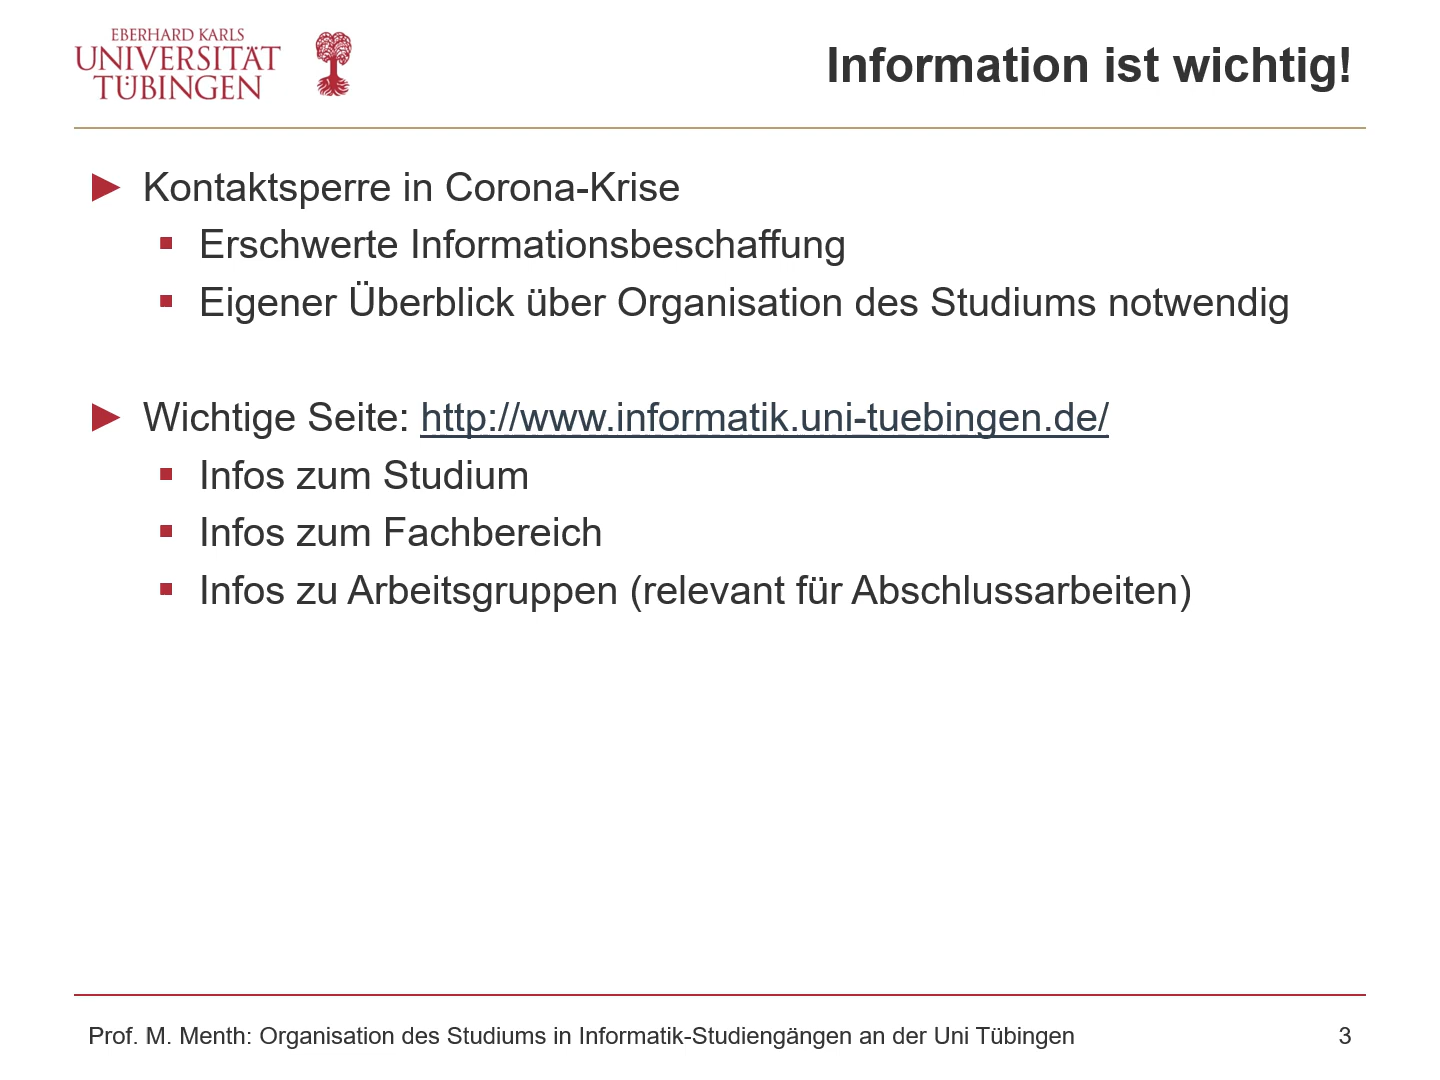 EBERHARD KARLS
UNIVERSITÄT
TÜBINGEN
Information ist wichtig!
► Kontaktsperre in Corona-Krise
▪ Erschwerte Informationsbeschaffung
▪ Eigener Überblick über Organisation des Studiums notwendig
► Wichtige Seite: http://www.informatik.uni-tuebingen.de/
▪ Infos zum Studium
▪ Infos zum Fachbereich
▪ Infos zu Arbeitsgruppen (relevant für Abschlussarbeiten)
Prof. M. Menth: Organisation des Studiums in Informatik-Studiengängen an der Uni Tübingen 3